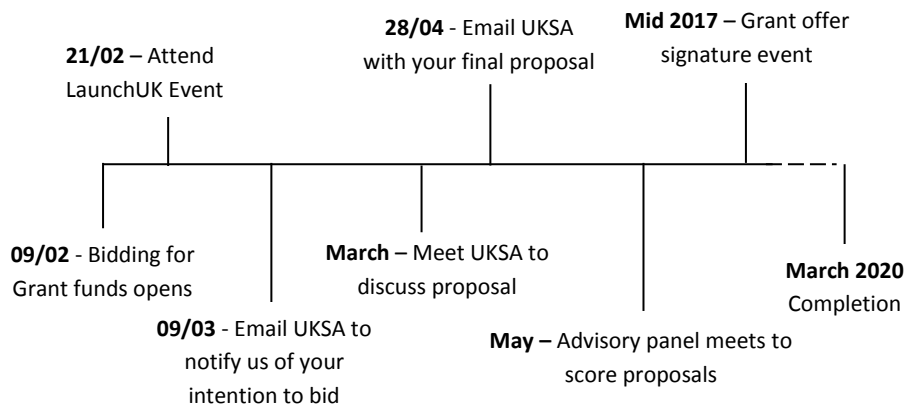 21/02 – Attend
LaunchUK Event
28/04 - Email UKSA
with your final proposal
Mid 2017 – Grant offer
signature event
09/02 - Bidding for
Grant funds opens
09/03 - Email UKSA to
notify us of your
intention to bid
March – Meet UKSA to
discuss proposal
May – Advisory panel meets to
score proposals
March 2020
Completion